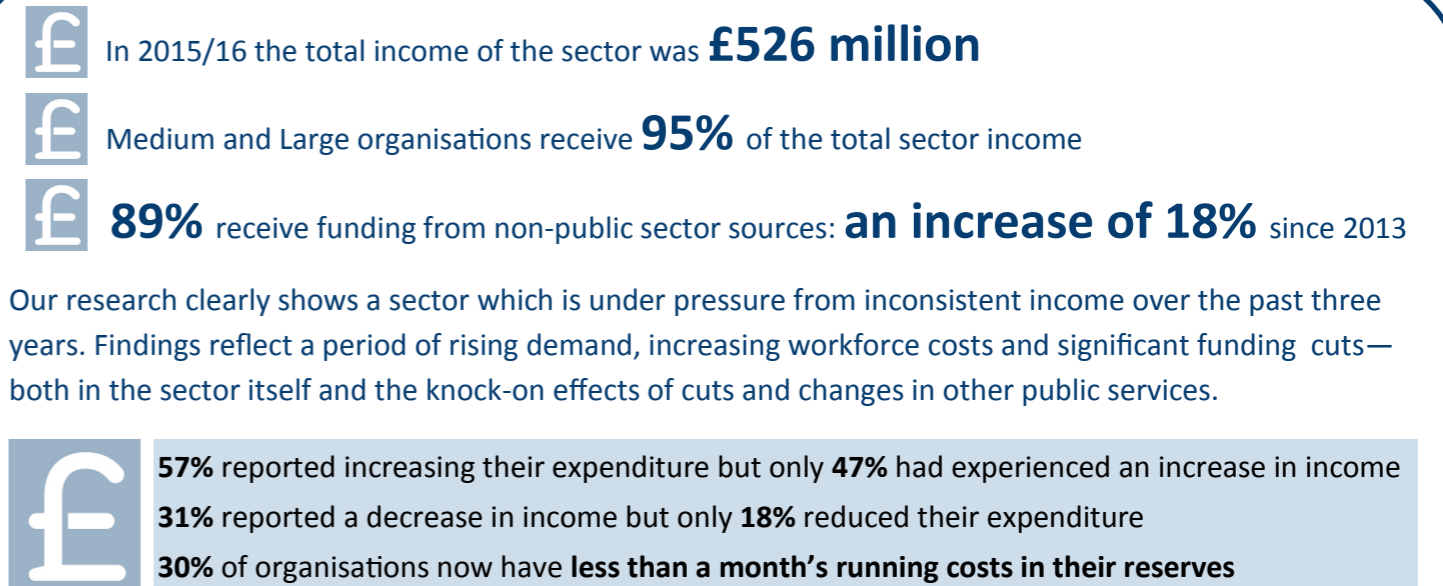 £ In 2015/16 the total income of the sector was £526 million
£ Medium and Large organisations receive 95% of the total sector income
£ 89% receive funding from non-public sector sources: an increase of 18% since 2013
Our research clearly shows a sector which is under pressure from inconsistent income over the past three
years. Findings reflect a period of rising demand, increasing workforce costs and significant funding cuts—
both in the sector itself and the knock-on effects of cuts and changes in other public services.
£
57% reported increasing their expenditure but only 47% had experienced an increase in income
31% reported a decrease in income but only 18% reduced their expenditure
30% of organisations now have less than a month's running costs in their reserves